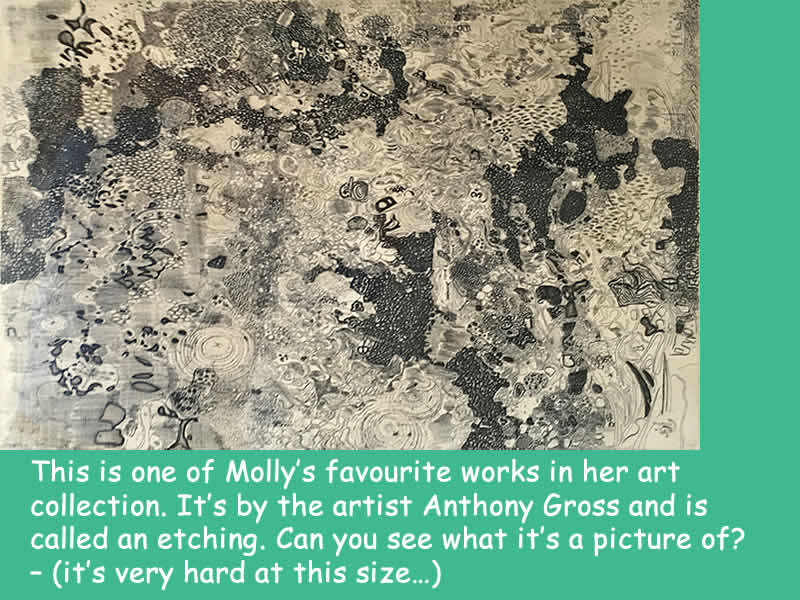 This is one of Molly's favourite works in her art
collection. It's by the artist Anthony Gross and is
called an etching. Can you see what it's a picture of?
– (it's very hard at this size…)